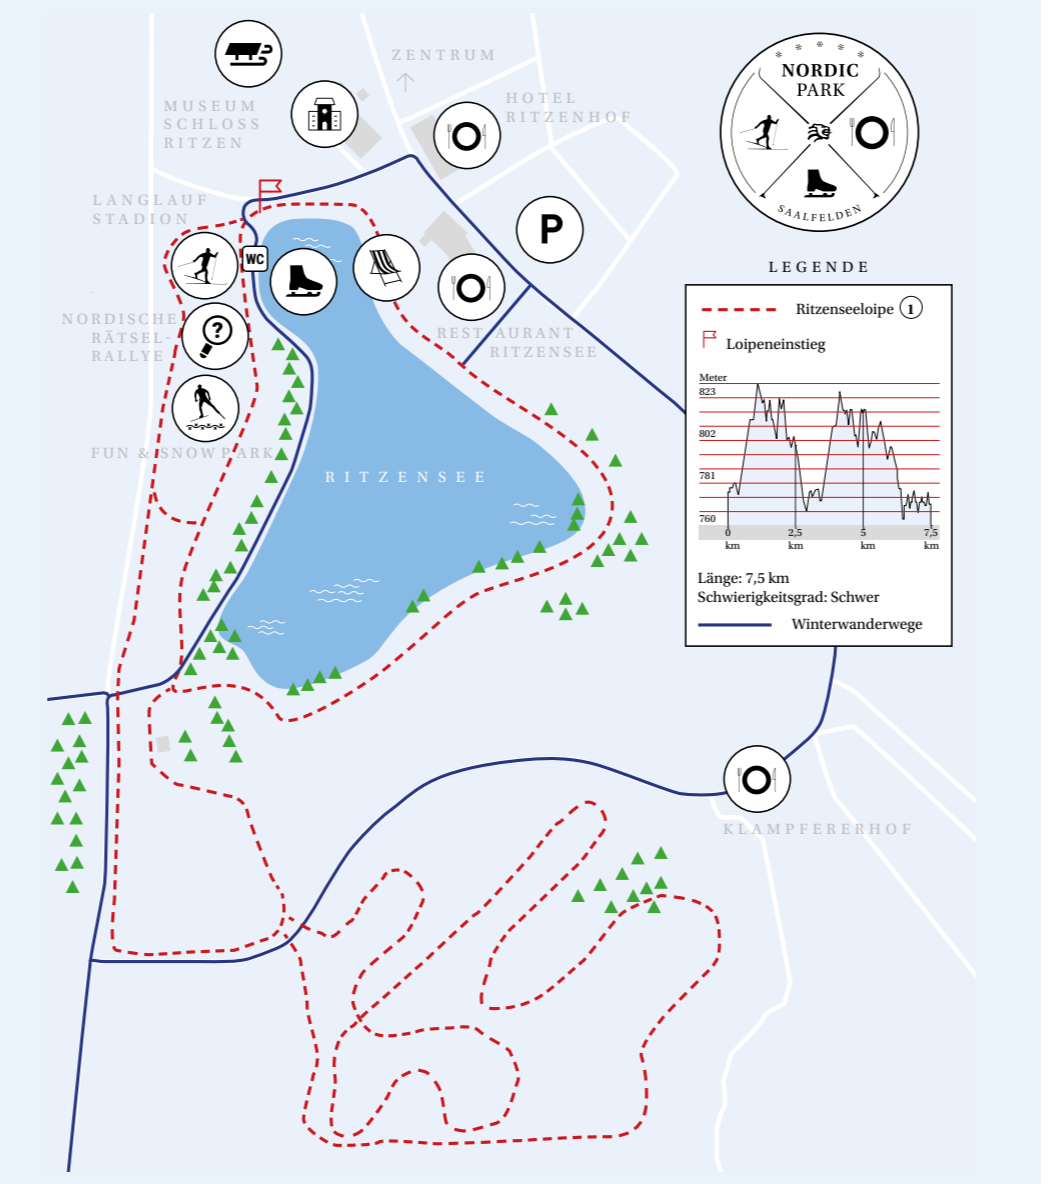 ZENTRUM
MUSEUM
SCHLOSS
RITZEN
HOTEL
RITZENHOF
NORDIC
PARK
SAALFELDEN
LANGLAUF
STADION
WC
P
NORDISCHE
RÄTSEL-
RALLYE
?
RESTAURANT
RITZENSEE
FUN & SNOWPARK
RITZENSEE
LEGENDE
Ritzenseeloipe 1
Loipeneinstieg
Meter
823
802
781
760
0 2,5 5 7,5
km km km km
Länge: 7,5 km
Schwierigkeitsgrad: Schwer
Winterwanderwege
KLAMPFERERHOF